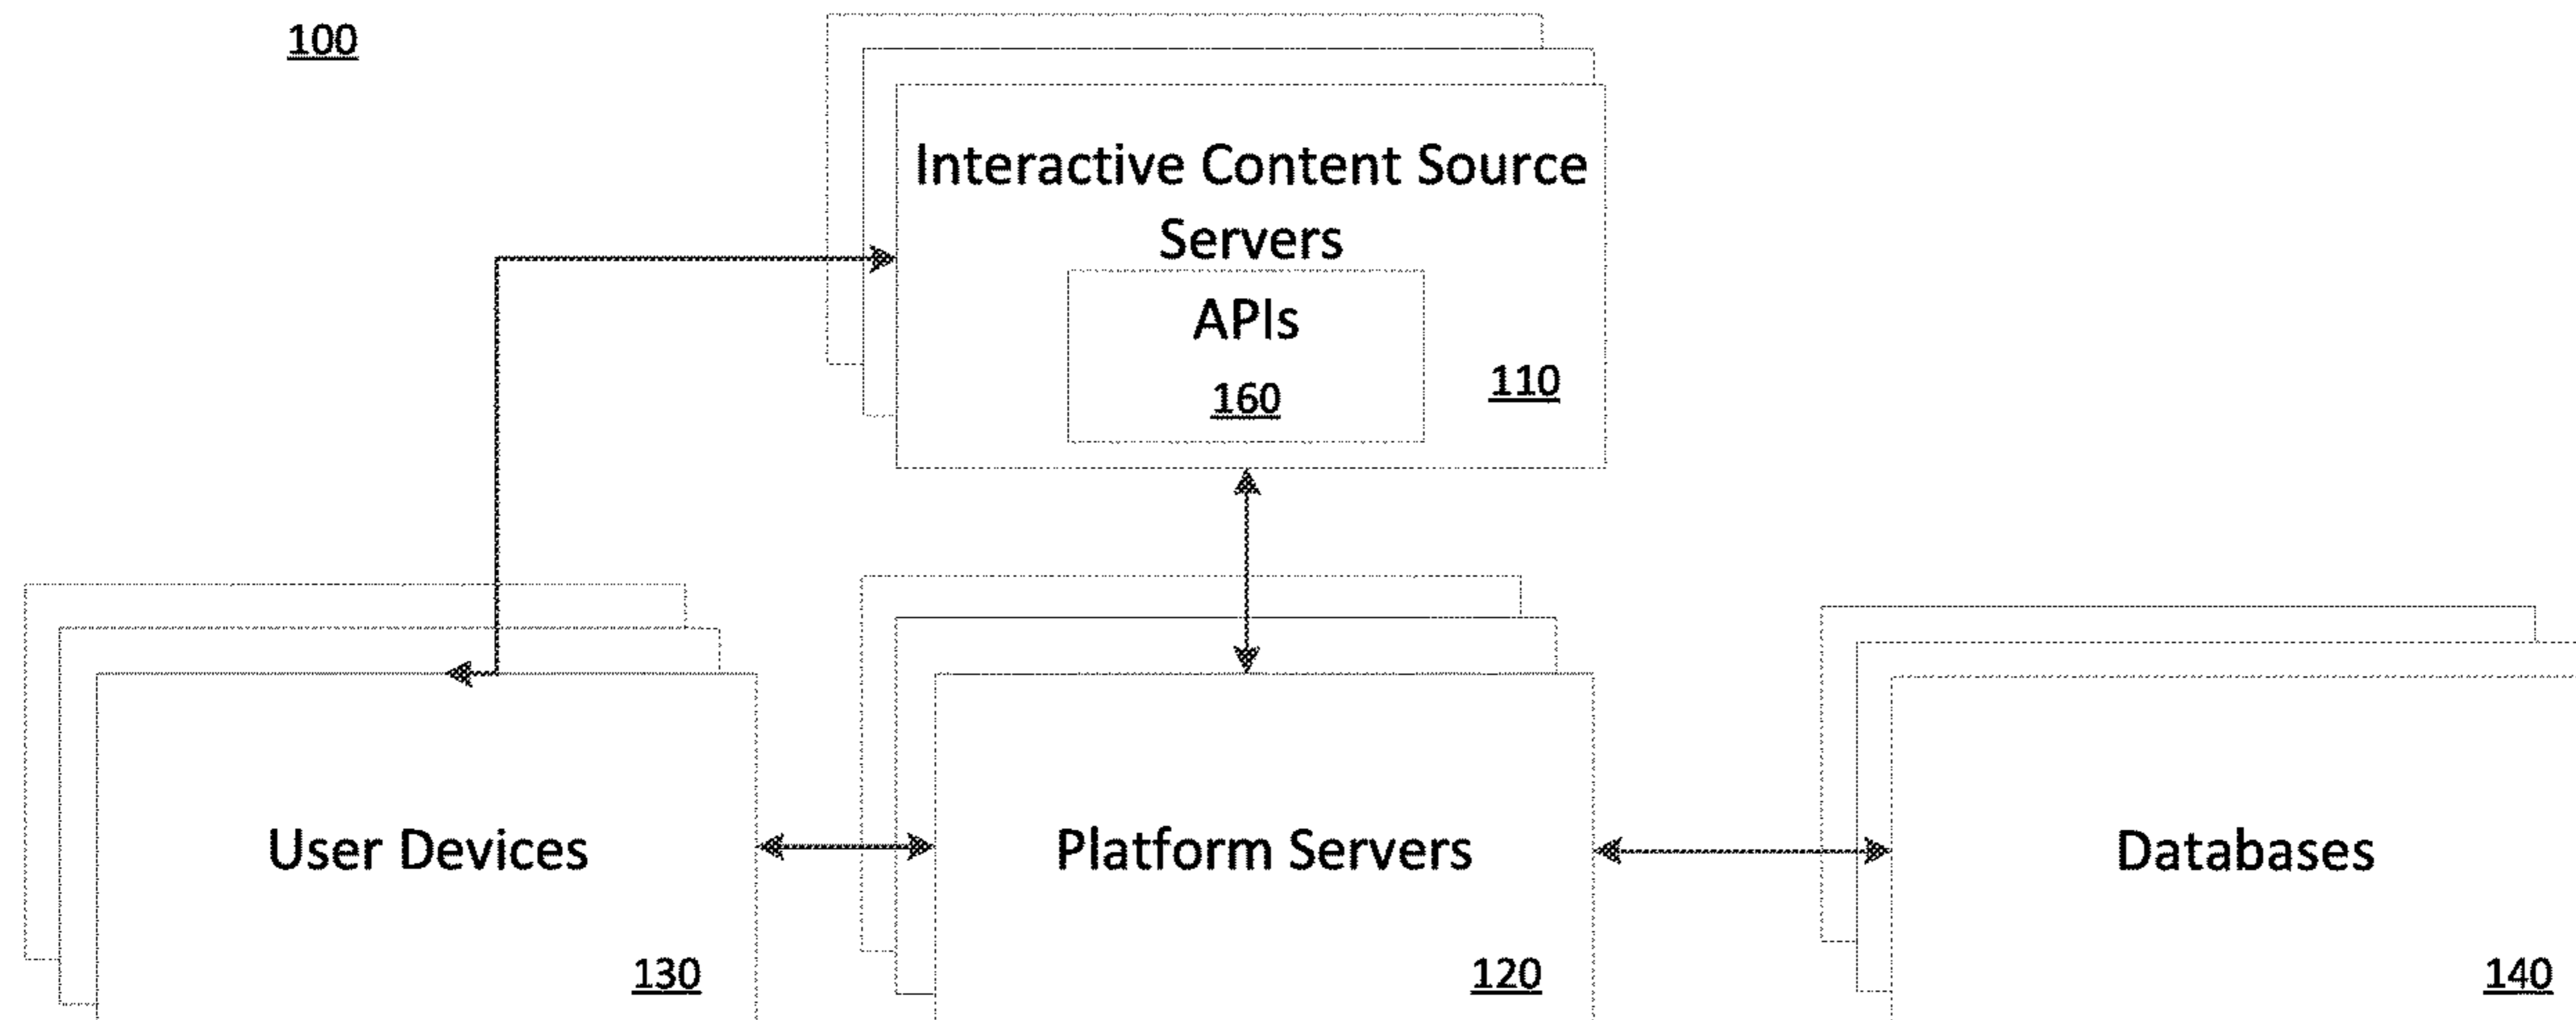 100
Interactive Content Source
Servers
APIs
160
110
User Devices
130
Platform Servers
120
Databases
140